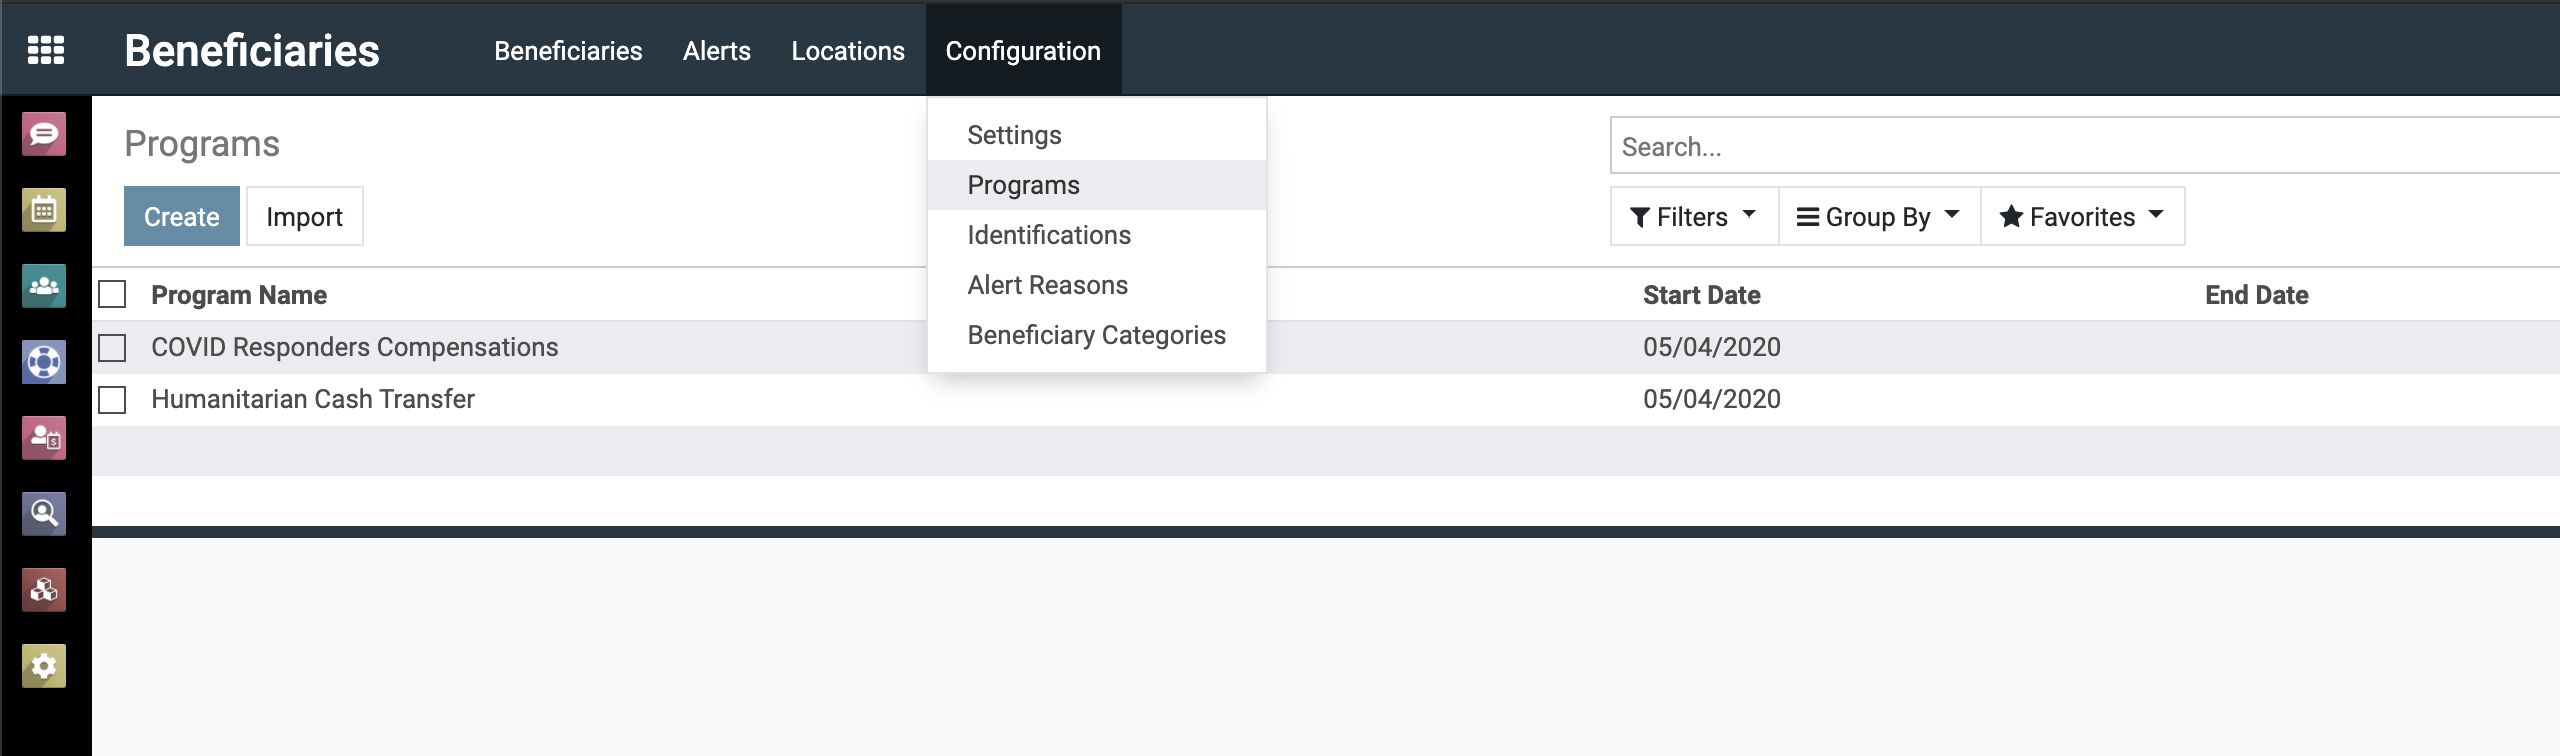 Beneficiaries Beneficiaries Alerts Locations Configuration
Programs
Create Import
Settings
Programs
Identifications
Alert Reasons
Beneficiary Categories
Search...
Filters Group By Favorites
Program Name Start Date End Date
COVID Responders Compensations 05/04/2020
Humanitarian Cash Transfer 05/04/2020